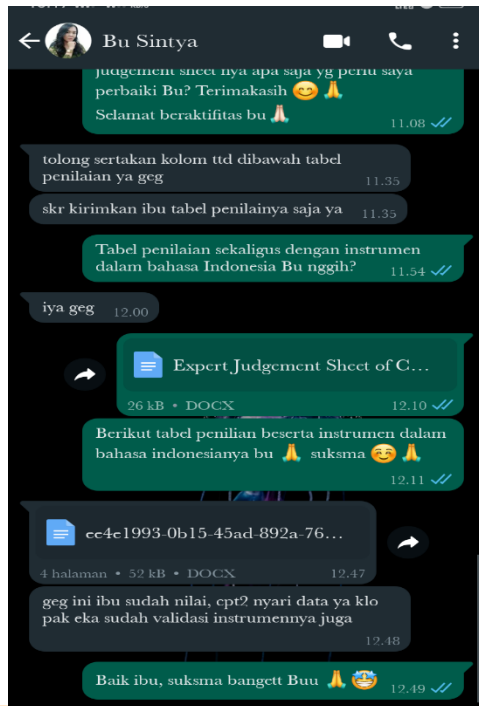 Bu Sintya
judgement sheet nya apa saja yg perlu saya
perbaiki Bu? Terimakasih 😊 🙏
Selamat beraktifitas bu 🙏
11.08
tolong sertakan kolom ttd dibawah tabel
penilaian ya geg
11.35
skr kirimkan ibu tabel penilainya saja ya 11.35
Tabel penilaian sekaligus dengan instrumen
dalam bahasa Indonesia Bu nggih?
11.54
iya geg 12.00
Expert Judgement Sheet of C...
26 kB • DOCX 12.10
Berikut tabel penilian beserta instrumen dalam
bahasa indonesianya bu 🙏 suksma ☺️ 🙏
12.11
ee4e1993-0b15-45ad-892a-76...
4 halaman • 52 kB • DOCX 12.47
geg ini ibu sudah nilai, cpt2 nyari data ya klo
pak eka sudah validasi instrumennya juga
12.48
Baik ibu, suksma bangett Buu 🙏 🤩 12.49